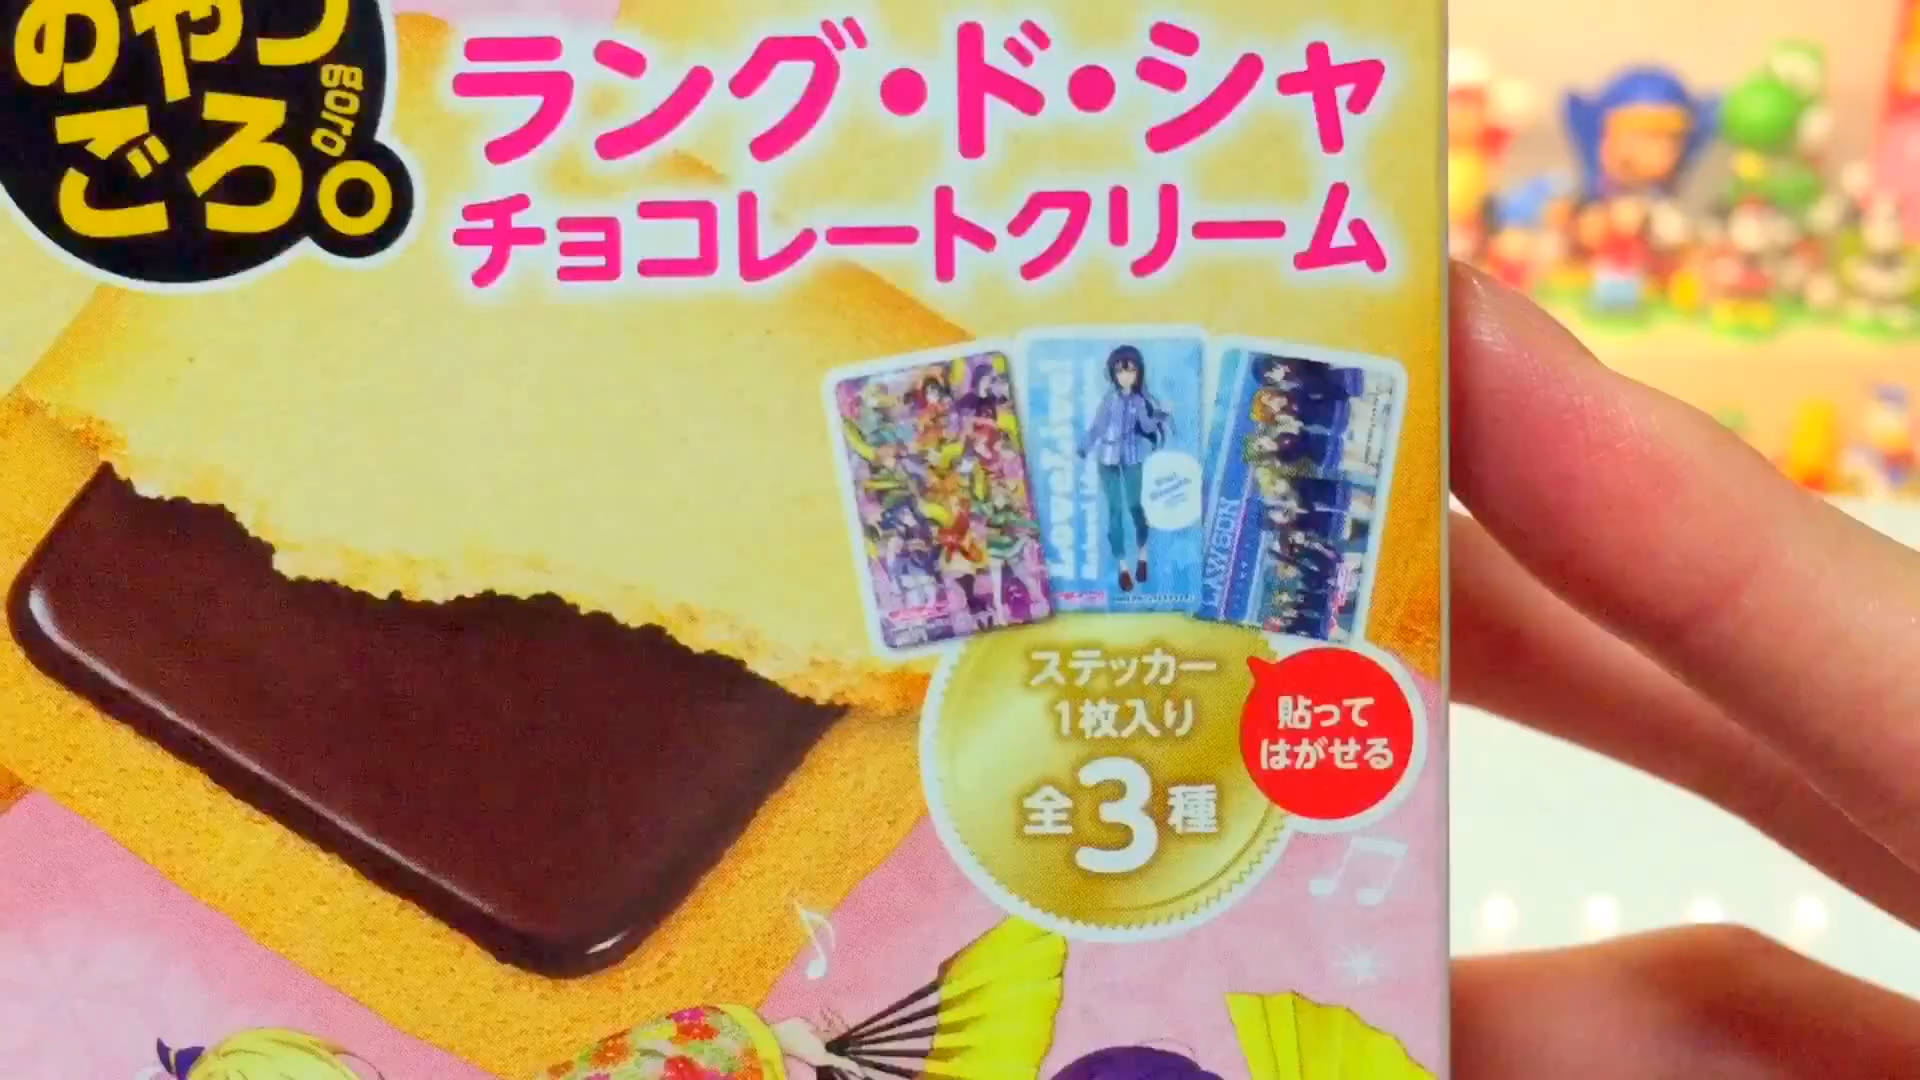 おやつ
ごろ。
goro
ラング・ド・シャ
チョコレートクリーム
LAWSON
ステッカー
1枚入り
全3種
貼って
はがせる